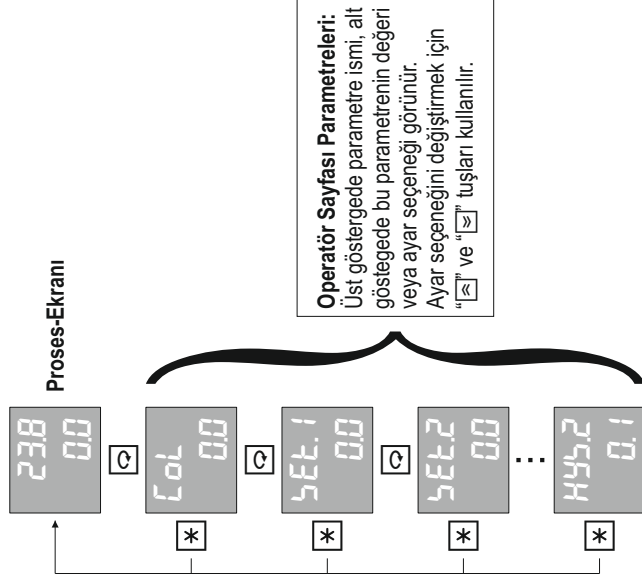 Proses-Ekranı
23.8
0.0
CoL
0.0
SEt.1
0.0
SEt.2
0.0
...
HYS.2
0.1
Operatör Sayfası Parametreleri:
Üst göstergede parametre ismi, alt
göstegede bu parametrenin değeri
veya ayar seçeneği görünür.
Ayar seçeneğini değiştirmek için
“︽” ve “︾” tuşları kullanılır.